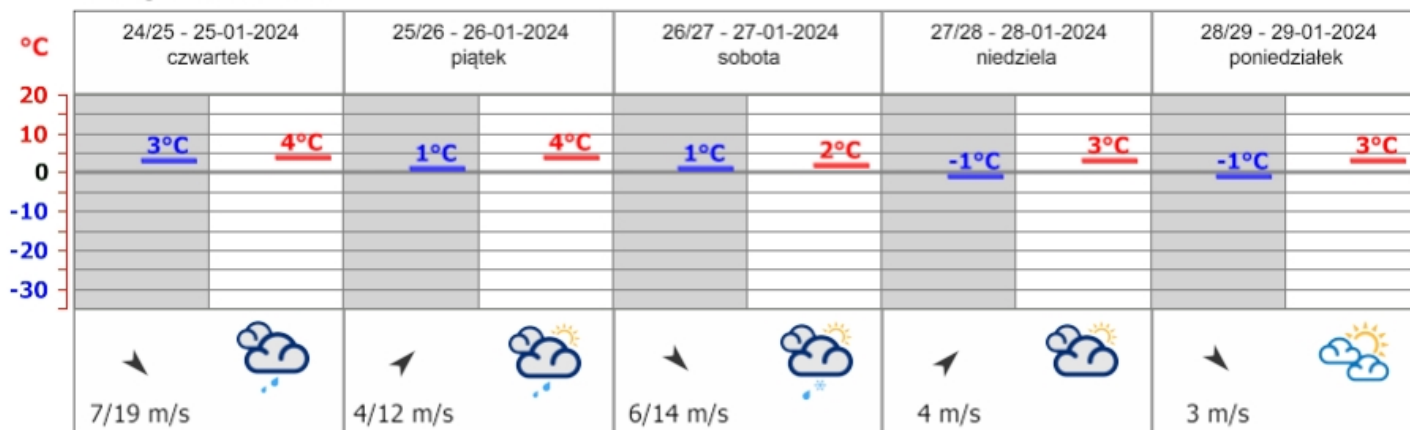 °C
24/25 - 25-01-2024
czwartek
25/26 - 26-01-2024
piątek
26/27 - 27-01-2024
sobota
27/28 - 28-01-2024
niedziela
28/29 - 29-01-2024
poniedziałek
20
10
0
-10
-20
-30
3°C
4°C
1°C
4°C
1°C
2°C
-1°C
3°C
-1°C
3°C
7/19 m/s
4/12 m/s
6/14 m/s
4 m/s
3 m/s